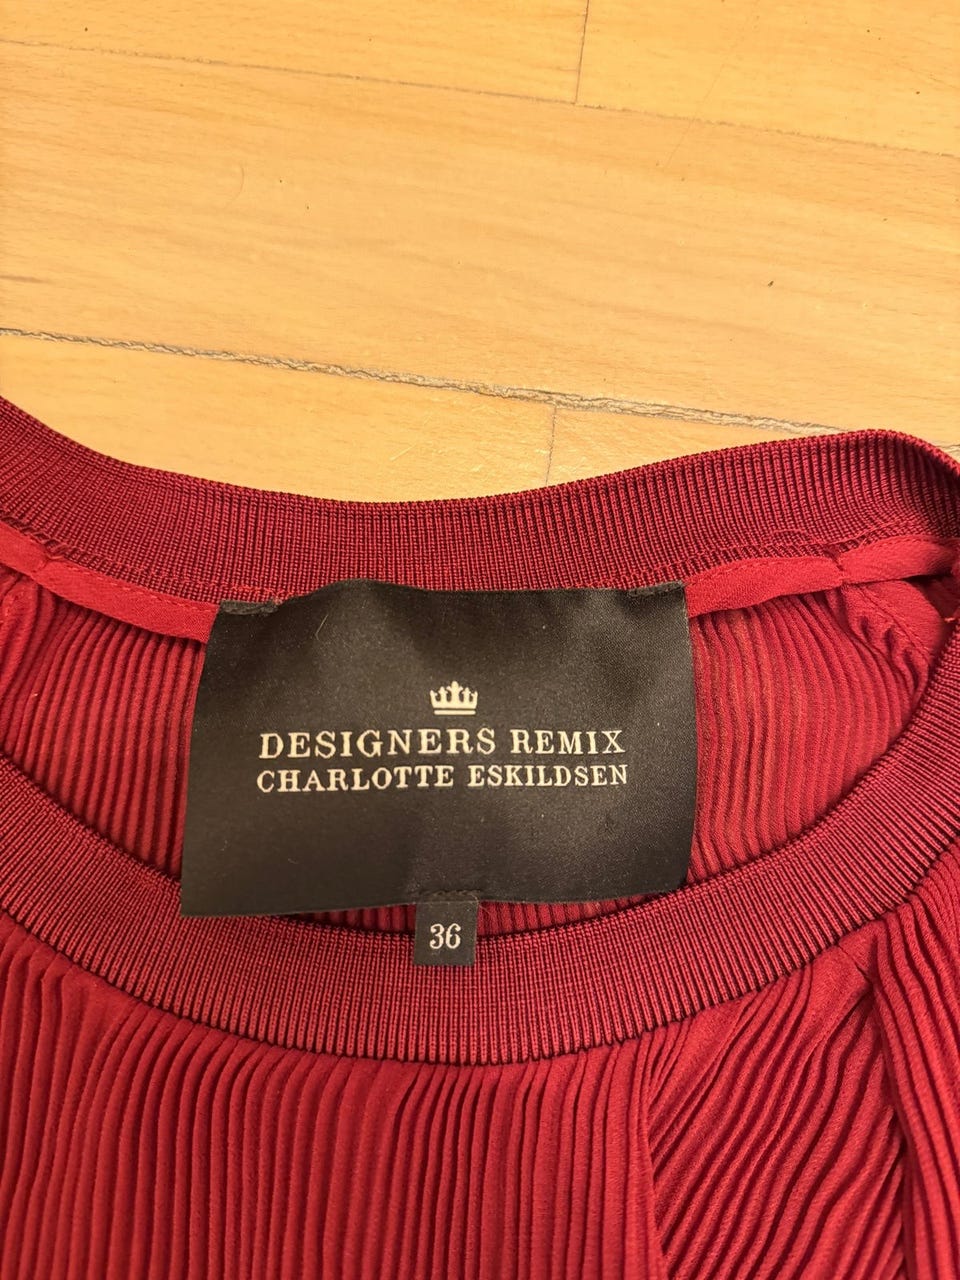 DESIGNERS REMIX
CHARLOTTE ESKILDSEN
36